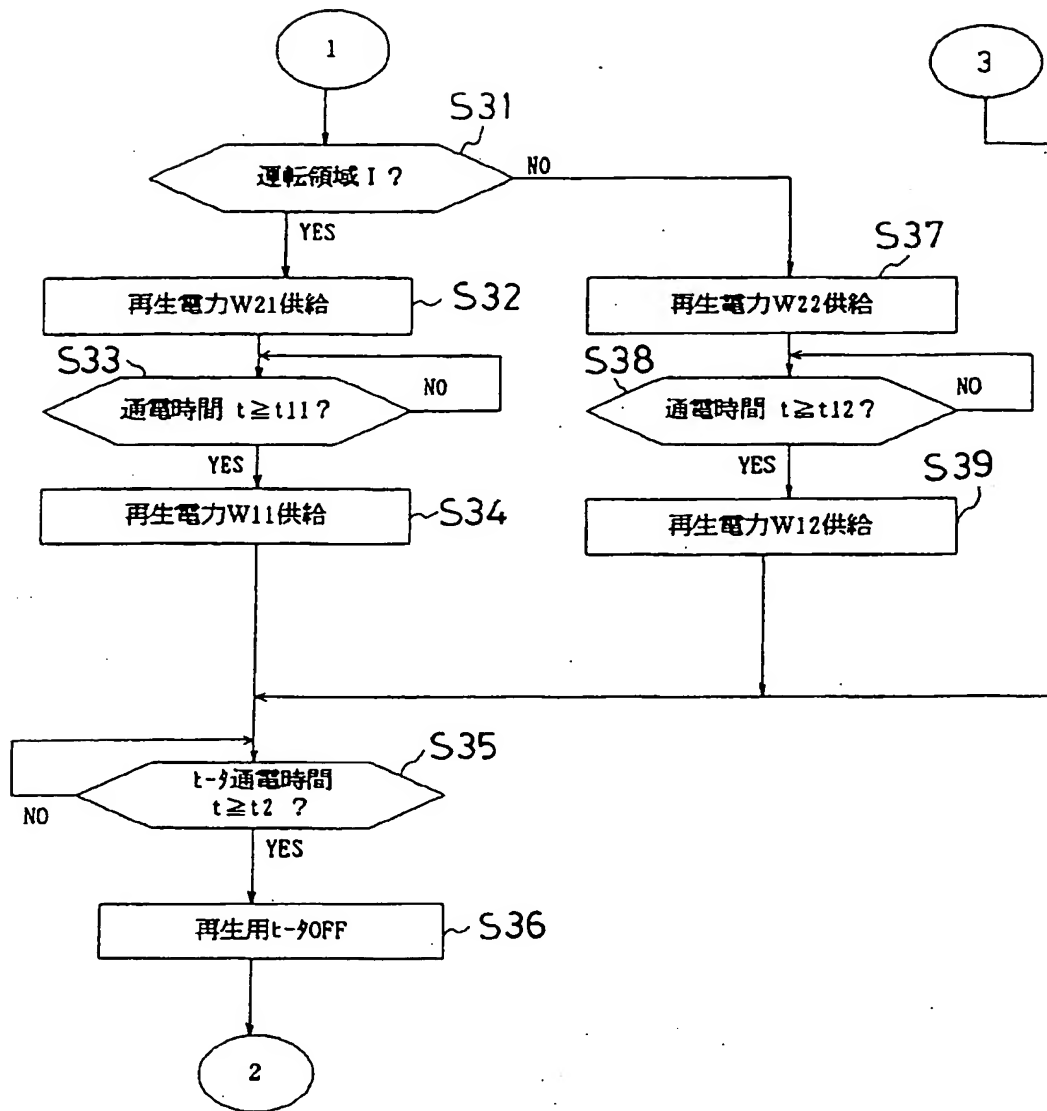 1
3
S31
運転領域 I ?
NO
YES
S37
再生電力W21供給
S32
再生電力W22供給
S33
S38
通電時間 t≧t11?
NO
通電時間 t≧t12?
NO
YES
YES
S39
再生電力W11供給
S34
再生電力W12供給
S35
ﾋｰﾀ通電時間
t≧t2 ?
NO
YES
再生用ﾋｰﾀOFF
S36
2